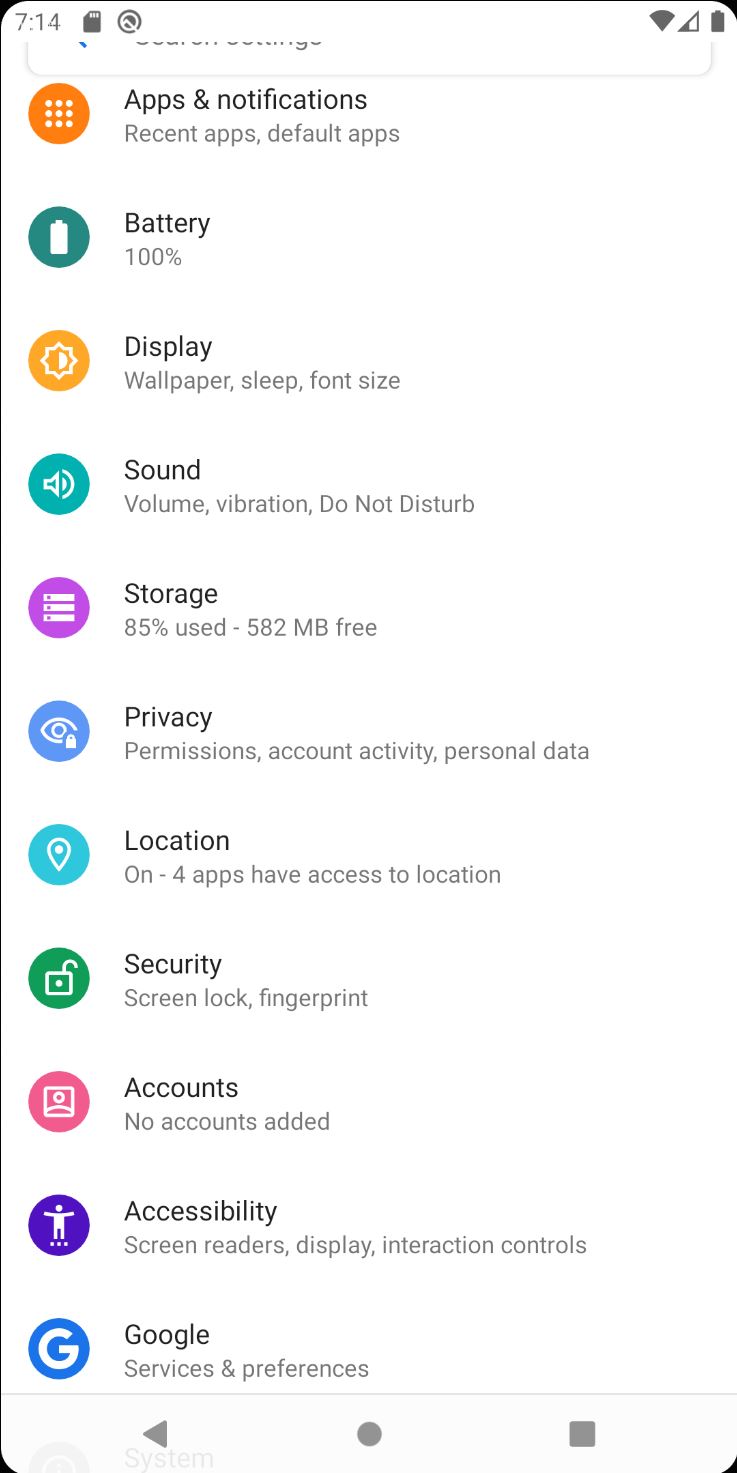 7:14
Search settings
Apps & notifications
Recent apps, default apps
Battery
100%
Display
Wallpaper, sleep, font size
Sound
Volume, vibration, Do Not Disturb
Storage
85% used - 582 MB free
Privacy
Permissions, account activity, personal data
Location
On - 4 apps have access to location
Security
Screen lock, fingerprint
Accounts
No accounts added
Accessibility
Screen readers, display, interaction controls
Google
Services & preferences
System